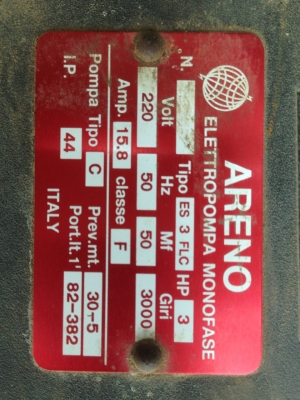 ARENO
ELETTROPOMPA MONOFASE
N. Tipo ES 3 FLC HP 3
Volt Hz Mf Giri
220 50 50 3000
Amp. 15.8 classe F
Pompa Tipo C Prev.mt. 30÷5
I.P. 44 Port.lt.1' 82-382
ITALY